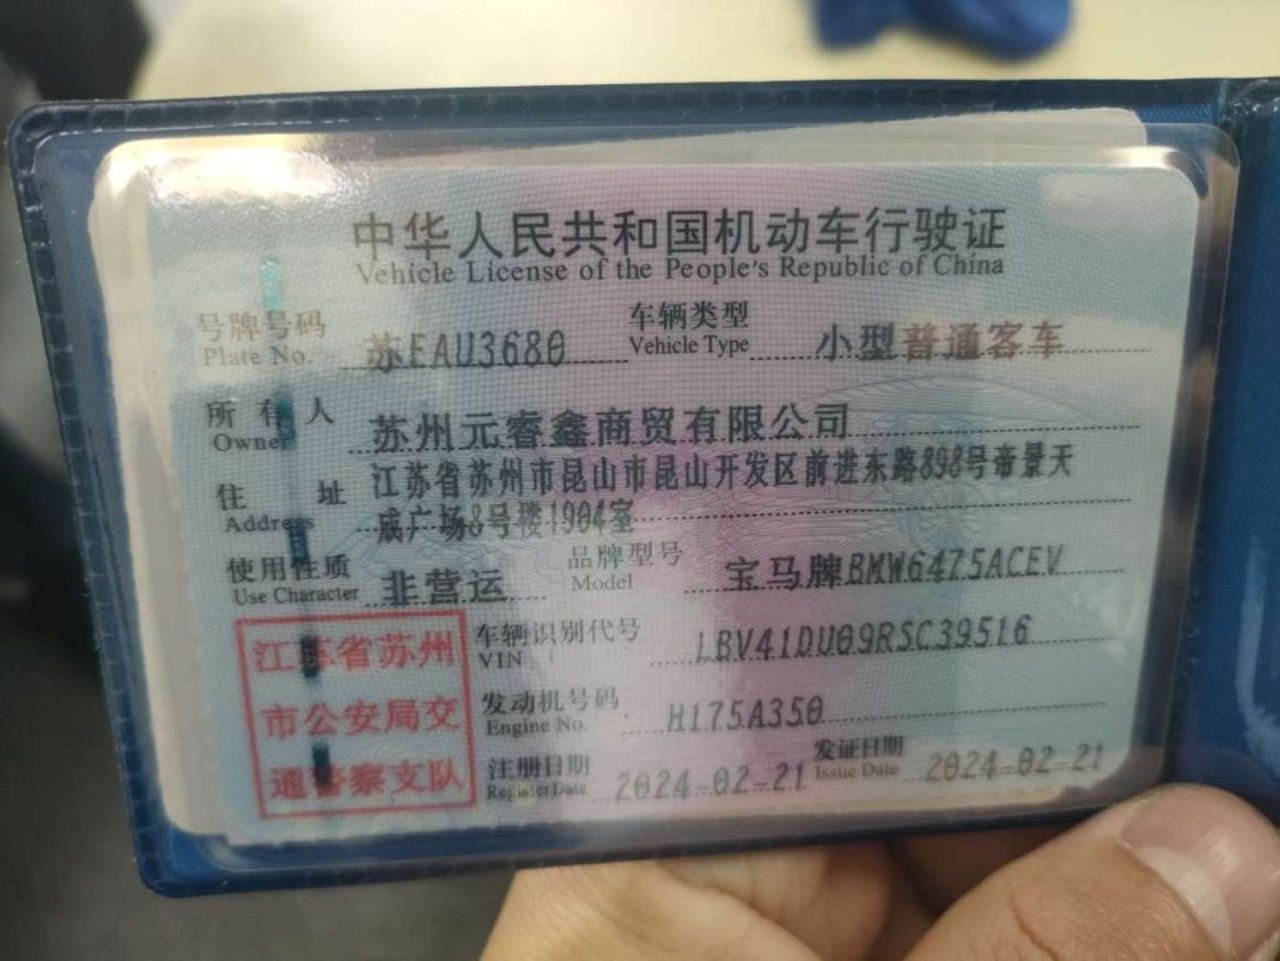 中华人民共和国机动车行驶证
Vehicle License of the People's Republic of China
号牌号码 苏EAU3680 车辆类型 小型普通客车
Plate No. Vehicle Type
所有人 苏州元睿鑫商贸有限公司
Owner
住址 江苏省苏州市昆山市昆山开发区前进东路898号帝景天
Address 成广场8号楼1904室
使用性质 非营运 品牌型号 宝马牌BMW6475ACEV
Use Character Model
江苏省苏州
市公安局交
通警察支队
车辆识别代号 LBV41DU09RSC39516
VIN
发动机号码 H175A350
Engine No.
注册日期 2024-02-21 发证日期 2024-02-21
Register Date Issue Date